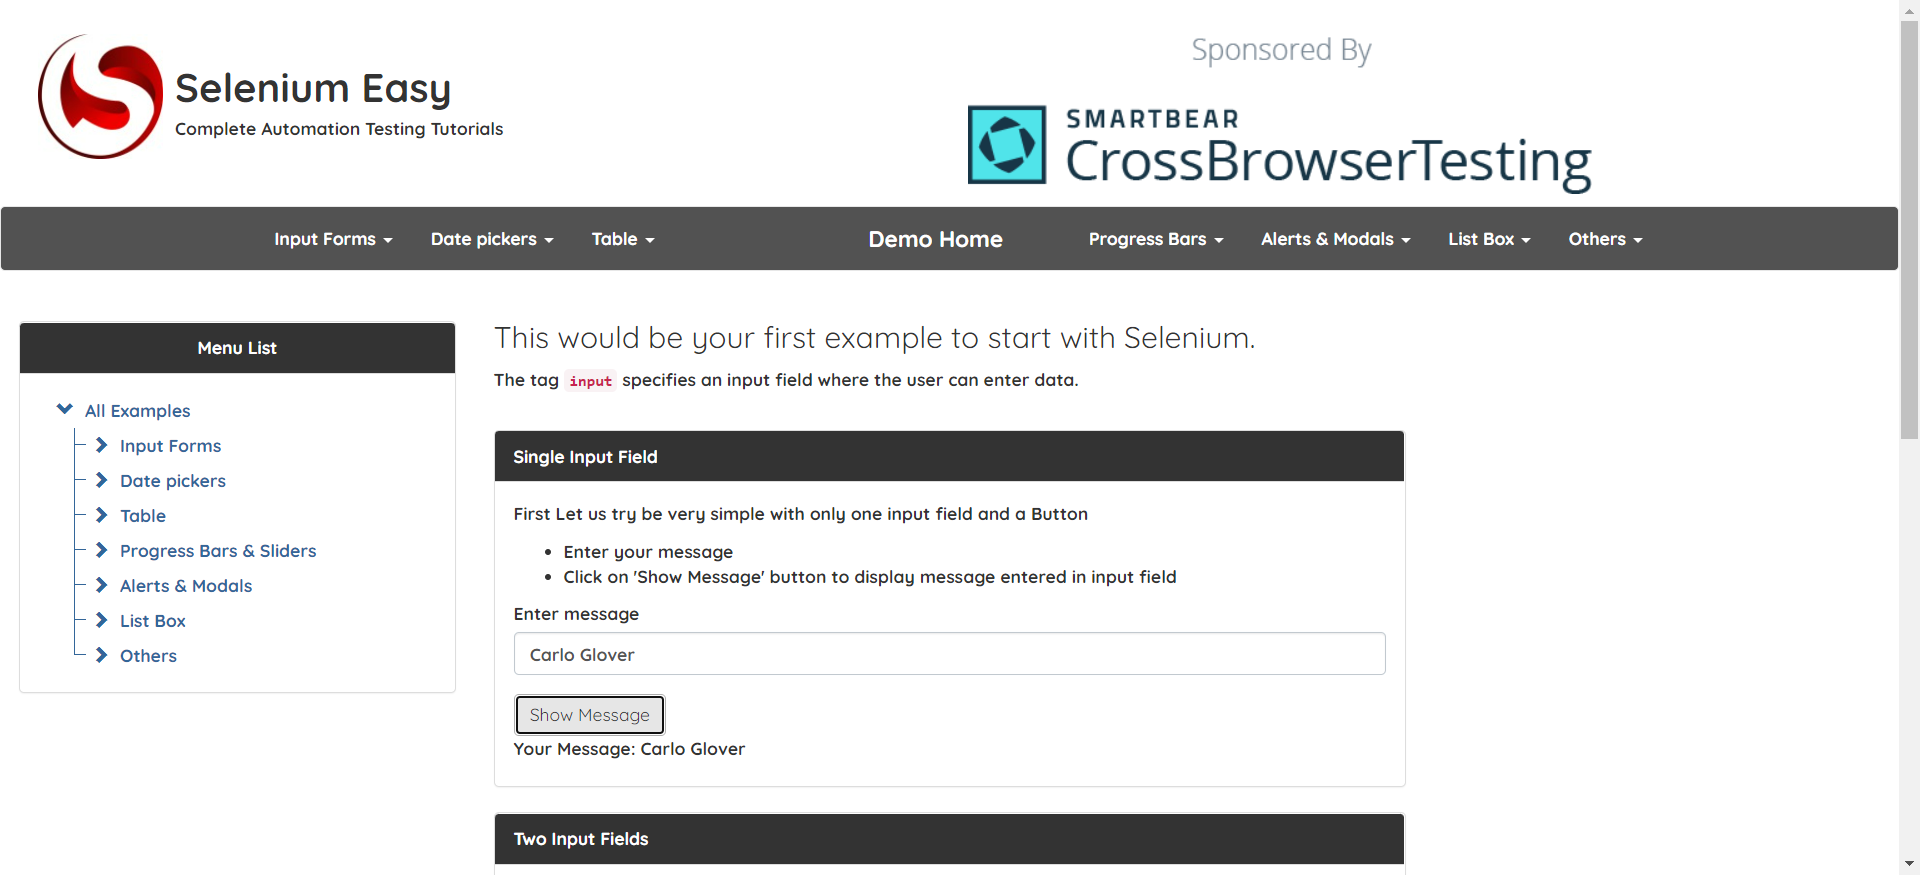 Selenium Easy
Complete Automation Testing Tutorials
Sponsored By
SMARTBEAR
CrossBrowserTesting
Input Forms Date pickers Table Demo Home Progress Bars Alerts & Modals List Box Others
Menu List
All Examples
Input Forms
Date pickers
Table
Progress Bars & Sliders
Alerts & Modals
List Box
Others
This would be your first example to start with Selenium.
The tag input specifies an input field where the user can enter data.
Single Input Field
First Let us try be very simple with only one input field and a Button
Enter your message
Click on 'Show Message' button to display message entered in input field
Enter message
Carlo Glover
Show Message
Your Message: Carlo Glover
Two Input Fields